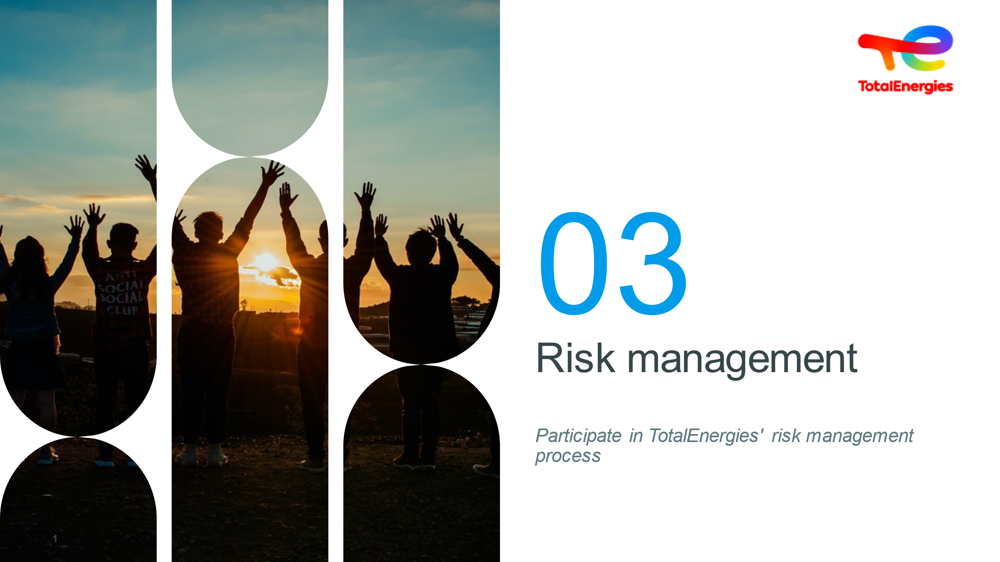 TotalEnergies
03
Risk management
Participate in TotalEnergies' risk management
process
ANTI
SOCIAL
SOCIAL
CLUB
1